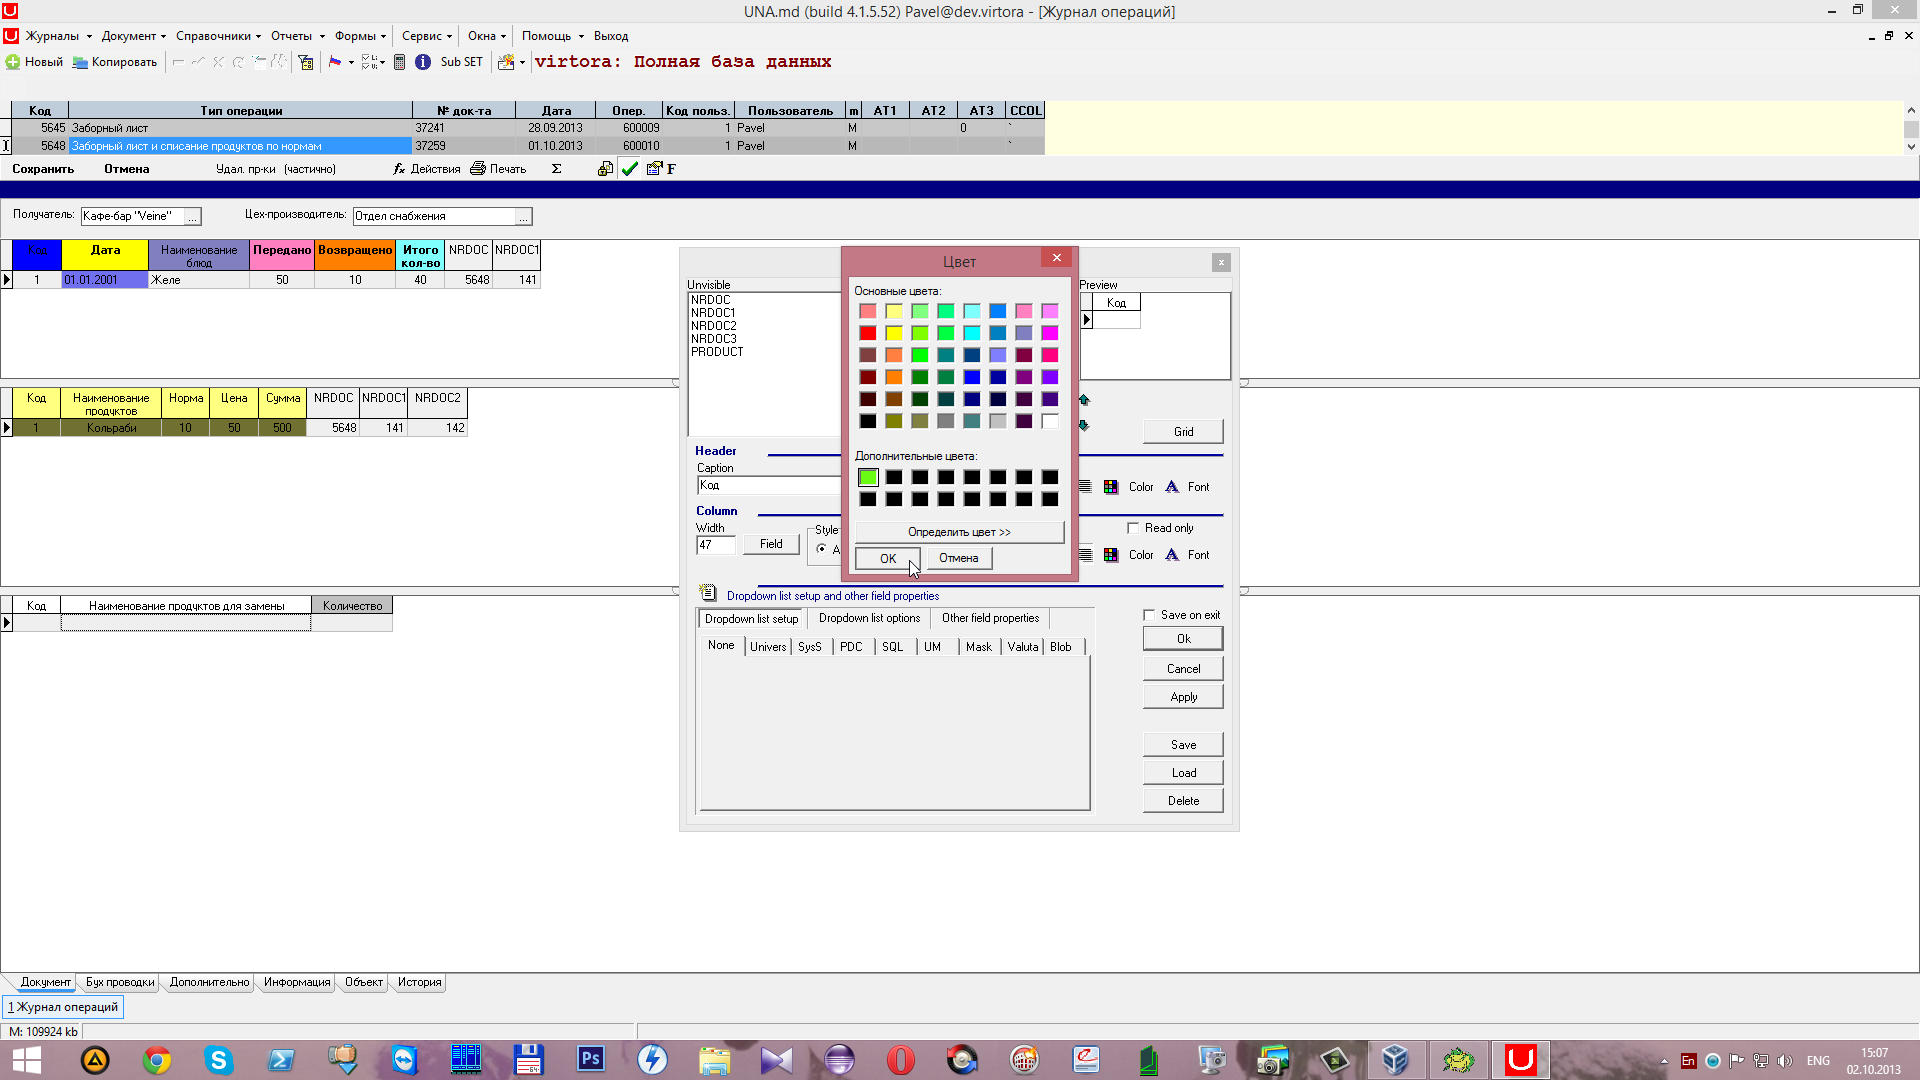 UNA.md (build 4.1.5.52) Pavel@dev.virtora - [Журнал операций]
Журналы Документ Справочники Отчеты Формы Сервис Окна Помощь Выход
Новый Копировать Sub SET virtora: Полная база данных
Код Тип операции № док-та Дата Опер. Код польз. Пользователь m AT1 AT2 AT3 CCOL
5645 Заборный лист 37241 28.09.2013 600009 1 Pavel M 0 `
5648 Заборный лист и списание продуктов по нормам 37259 01.10.2013 600010 1 Pavel M `
Сохранить Отмена Удал. пр-ки (частично) fx Действия Печать Σ F
Получатель: Кафе-бар "Veine" ... Цех-производитель: Отдел снабжения ...
Код Дата Наименование блюд Передано Возвращено Итого кол-во NRDOC NRDOC1
1 01.01.2001 Желе 50 10 40 5648 141
Код Наименование продуктов Норма Цена Сумма NRDOC NRDOC1 NRDOC2
1 Кольраби 10 50 500 5648 141 142
Код Наименование продуктов для замены Количество
Unvisible
NRDOC
NRDOC1
NRDOC2
NRDOC3
PRODUCT
Preview
Код
Grid
Header
Caption
Код
Color Font
Column
Width
47 Field
Style
A
Read only
Color Font
Цвет
Основные цвета:
Дополнительные цвета:
Определить цвет >>
OK Отмена
Dropdown list setup and other field properties
Dropdown list setup Dropdown list options Other field properties
None Univers SysS PDC SQL UM Mask Valuta Blob
Save on exit
Ok
Cancel
Apply
Save
Load
Delete
Документ Бух проводки Дополнительно Информация Объект История
1 Журнал операций
M: 109924 kb
Ps
64
En ENG 15:07
02.10.2013